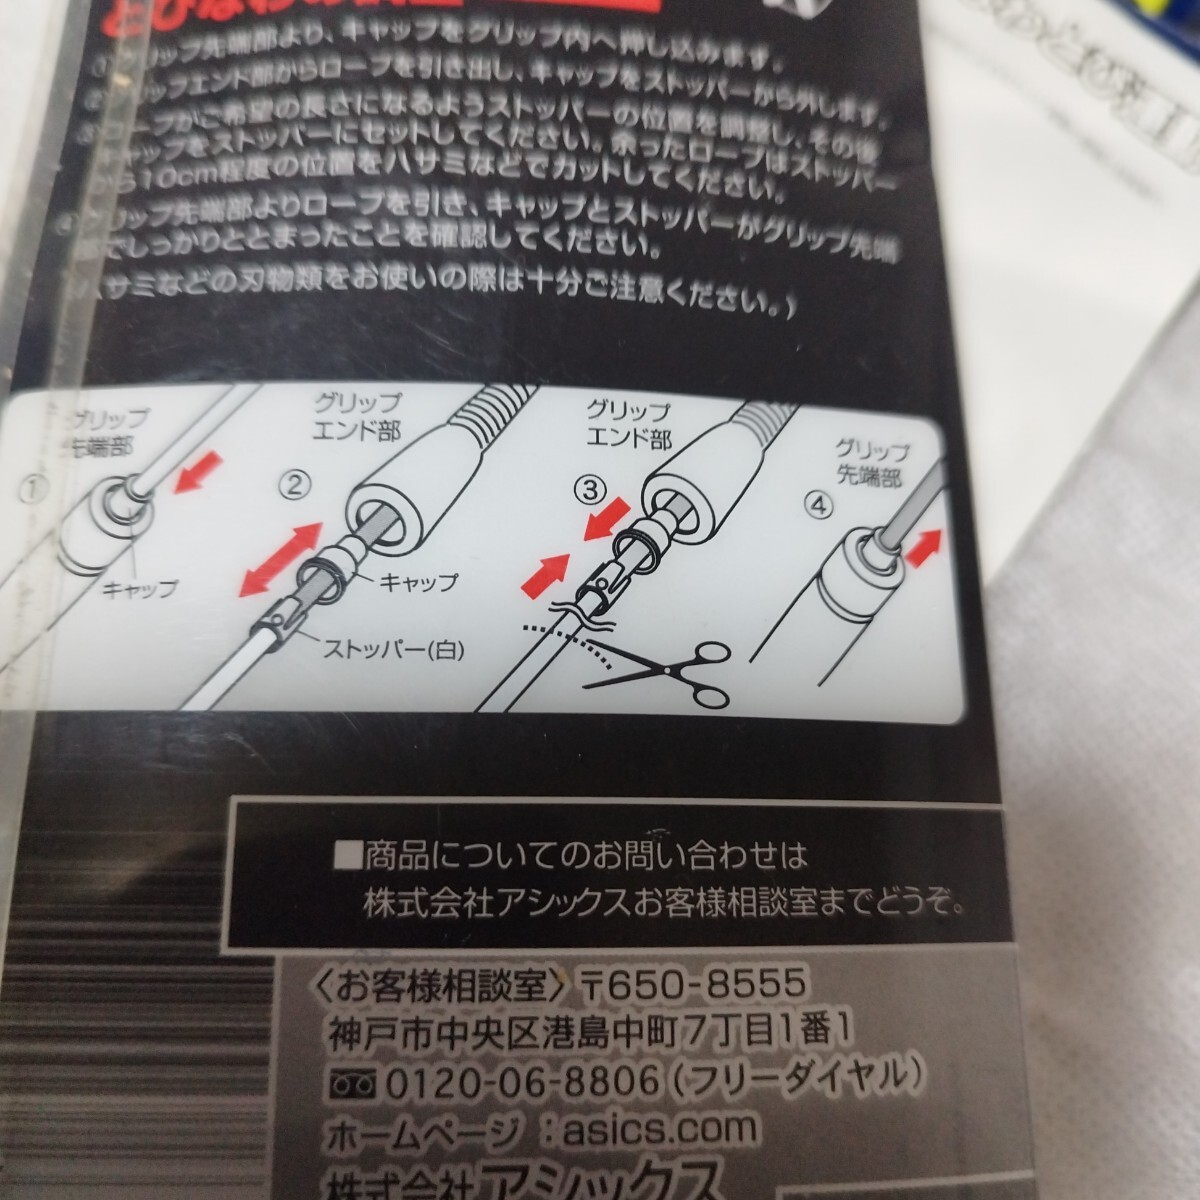 ①グリップ先端部より、キャップをグリップ内へ押し込みます。
②グリップエンド部からロープを引き出し、キャップをストッパーから外します。
③ロープがご希望の長さになるようストッパーの位置を調整し、その後
キャップをストッパーにセットしてください。余ったロープはストッパー
から10cm程度の位置をハサミなどでカットしてください。
④グリップ先端部よりロープを引き、キャップとストッパーがグリップ先端
部でしっかりととまったことを確認してください。
(ハサミなどの刃物類をお使いの際は十分ご注意ください。)
グリップ
先端部
①
キャップ
グリップ
エンド部
②
キャップ
ストッパー(白)
グリップ
エンド部
③
グリップ
先端部
④
■商品についてのお問い合わせは
株式会社アシックスお客様相談室までどうぞ。
〈お客様相談室〉〒650-8555
神戸市中央区港島中町7丁目1番1
0120-06-8806(フリーダイヤル)
ホームページ:asics.com
株式会社アシックス